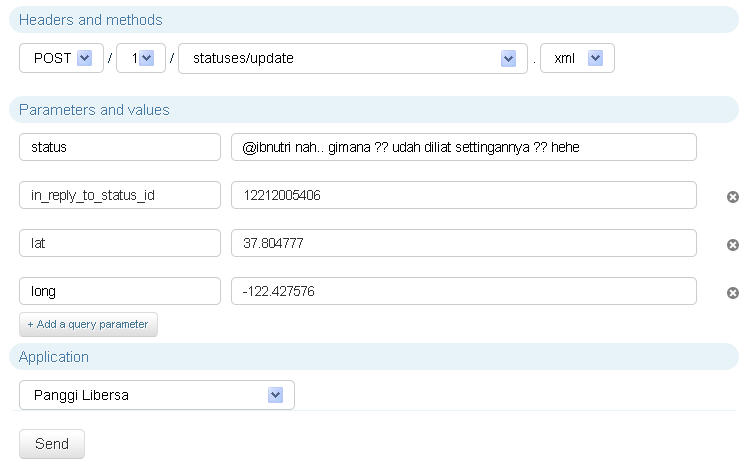 Headers and methods
POST / 1 / statuses/update . xml
Parameters and values
status @ibnutri nah.. gimana ?? udah diliat settingannya ?? hehe
in_reply_to_status_id 12212005406
lat 37.804777
long -122.427576
+ Add a query parameter
Application
Panggi Libersa
Send